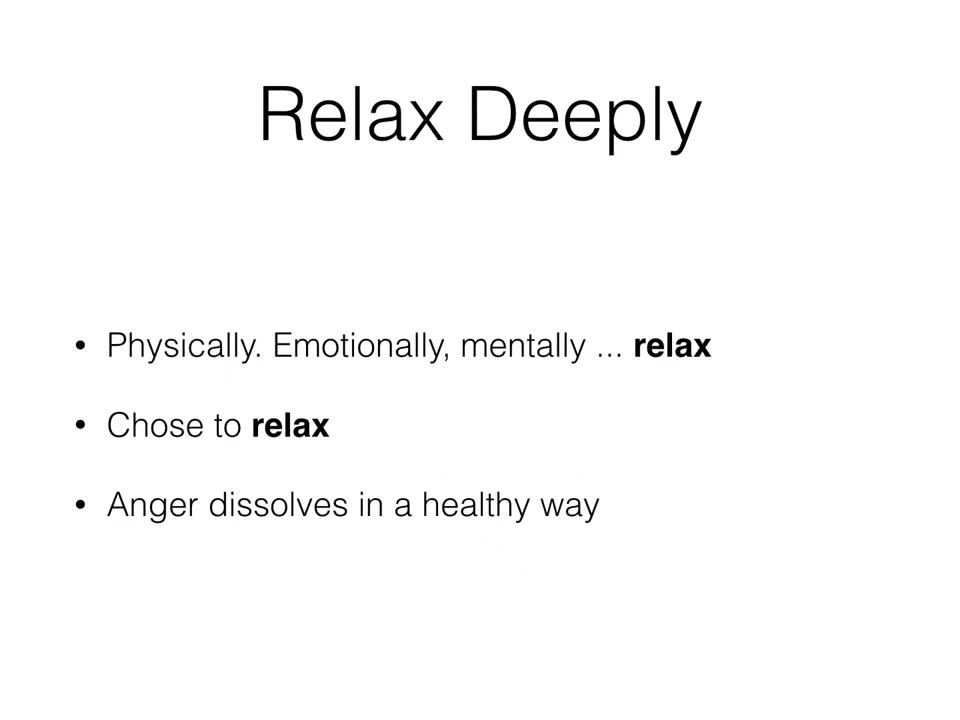 Relax Deeply
• Physically. Emotionally, mentally ... relax
• Chose to relax
• Anger dissolves in a healthy way